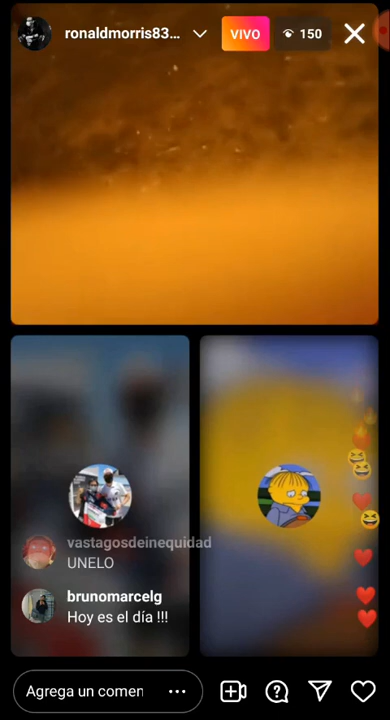 ronaldmorris83...
VIVO
150
vastagosdeinequidad
UNELO
brunomarcelg
Hoy es el día !!!
Agrega un comen